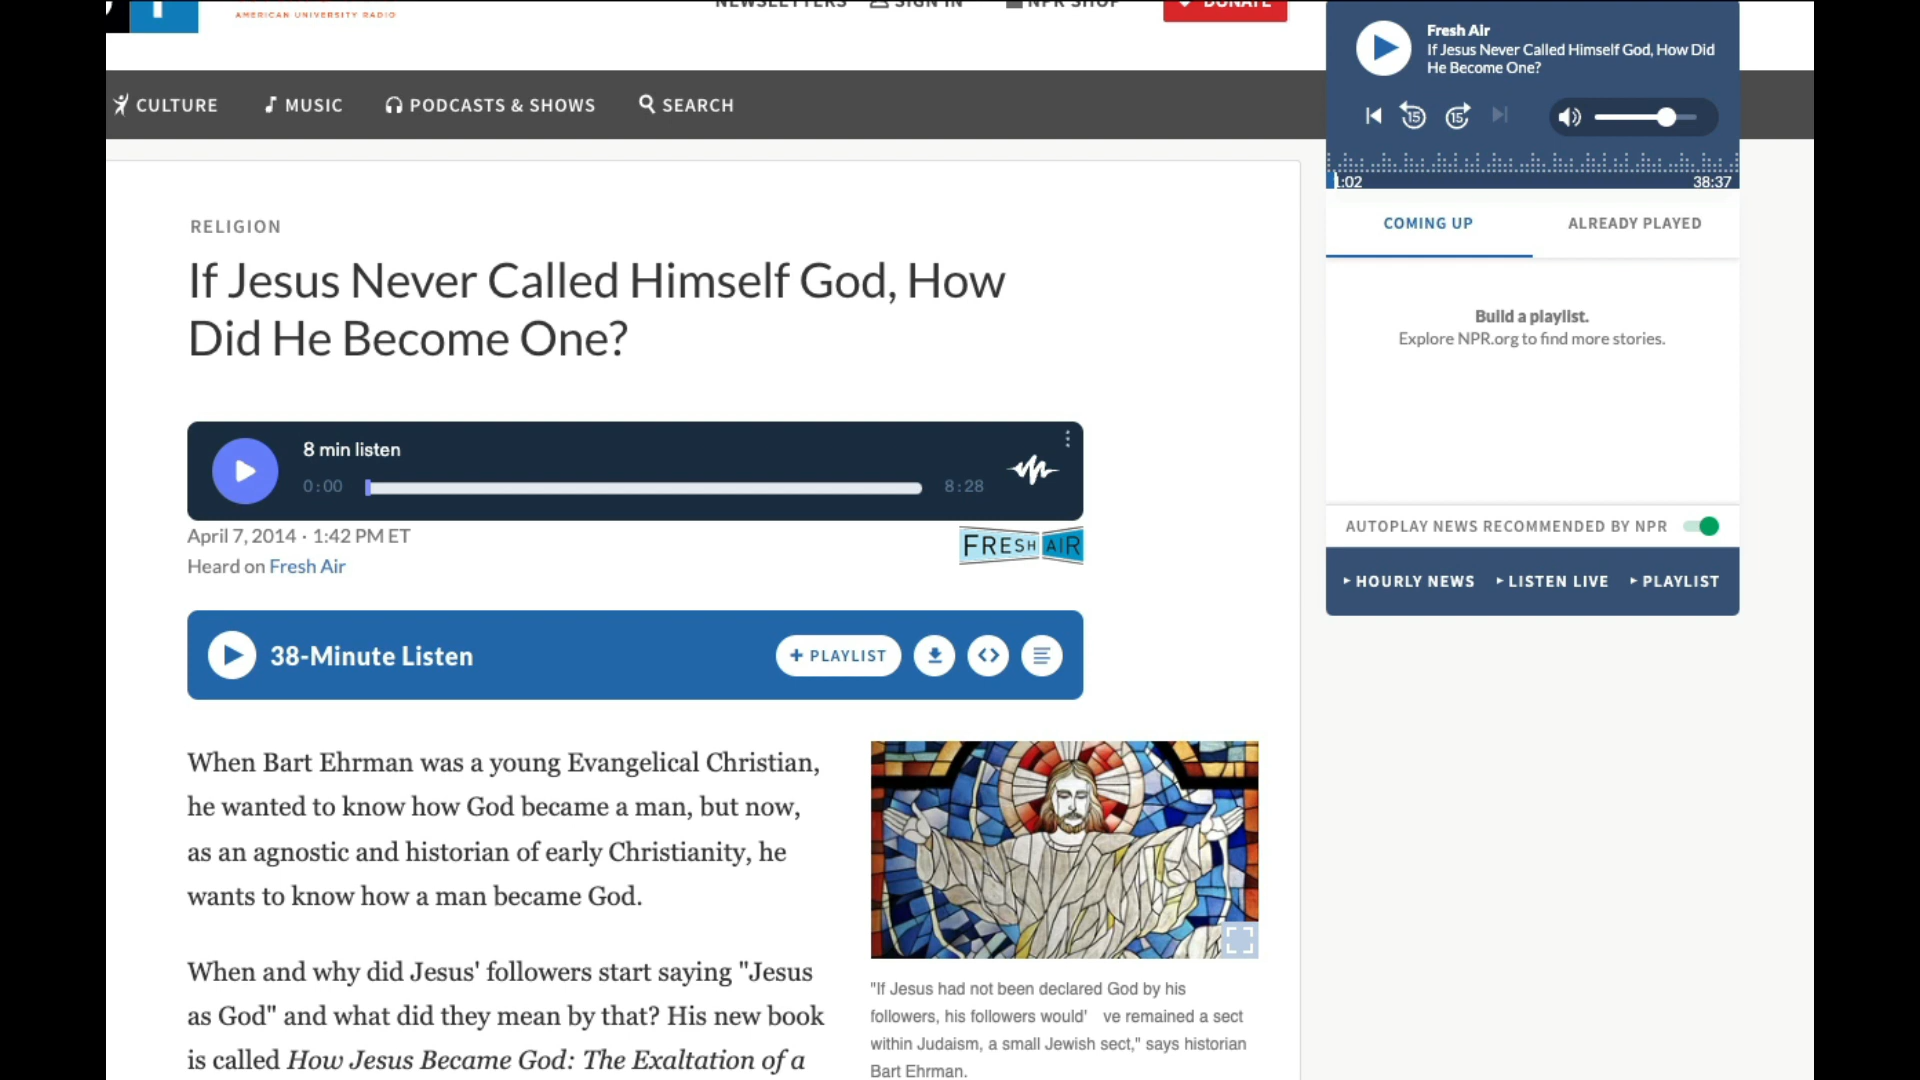 AMERICAN UNIVERSITY RADIO
NEWSLETTERS SIGN IN NPR SHOP
DONATE
CULTURE MUSIC PODCASTS & SHOWS SEARCH
Fresh Air
If Jesus Never Called Himself God, How Did
He Become One?
15 15
1:02 38:37
COMING UP ALREADY PLAYED
Build a playlist.
Explore NPR.org to find more stories.
AUTOPLAY NEWS RECOMMENDED BY NPR
HOURLY NEWS LISTEN LIVE PLAYLIST
RELIGION
If Jesus Never Called Himself God, How
Did He Become One?
8 min listen
0:00 8:28
April 7, 2014 · 1:42 PM ET
Heard on Fresh Air
FRESH AIR
38-Minute Listen
+ PLAYLIST
When Bart Ehrman was a young Evangelical Christian,
he wanted to know how God became a man, but now,
as an agnostic and historian of early Christianity, he
wants to know how a man became God.
When and why did Jesus' followers start saying "Jesus
as God" and what did they mean by that? His new book
is called How Jesus Became God: The Exaltation of a
"If Jesus had not been declared God by his
followers, his followers would' ve remained a sect
within Judaism, a small Jewish sect," says historian
Bart Ehrman.